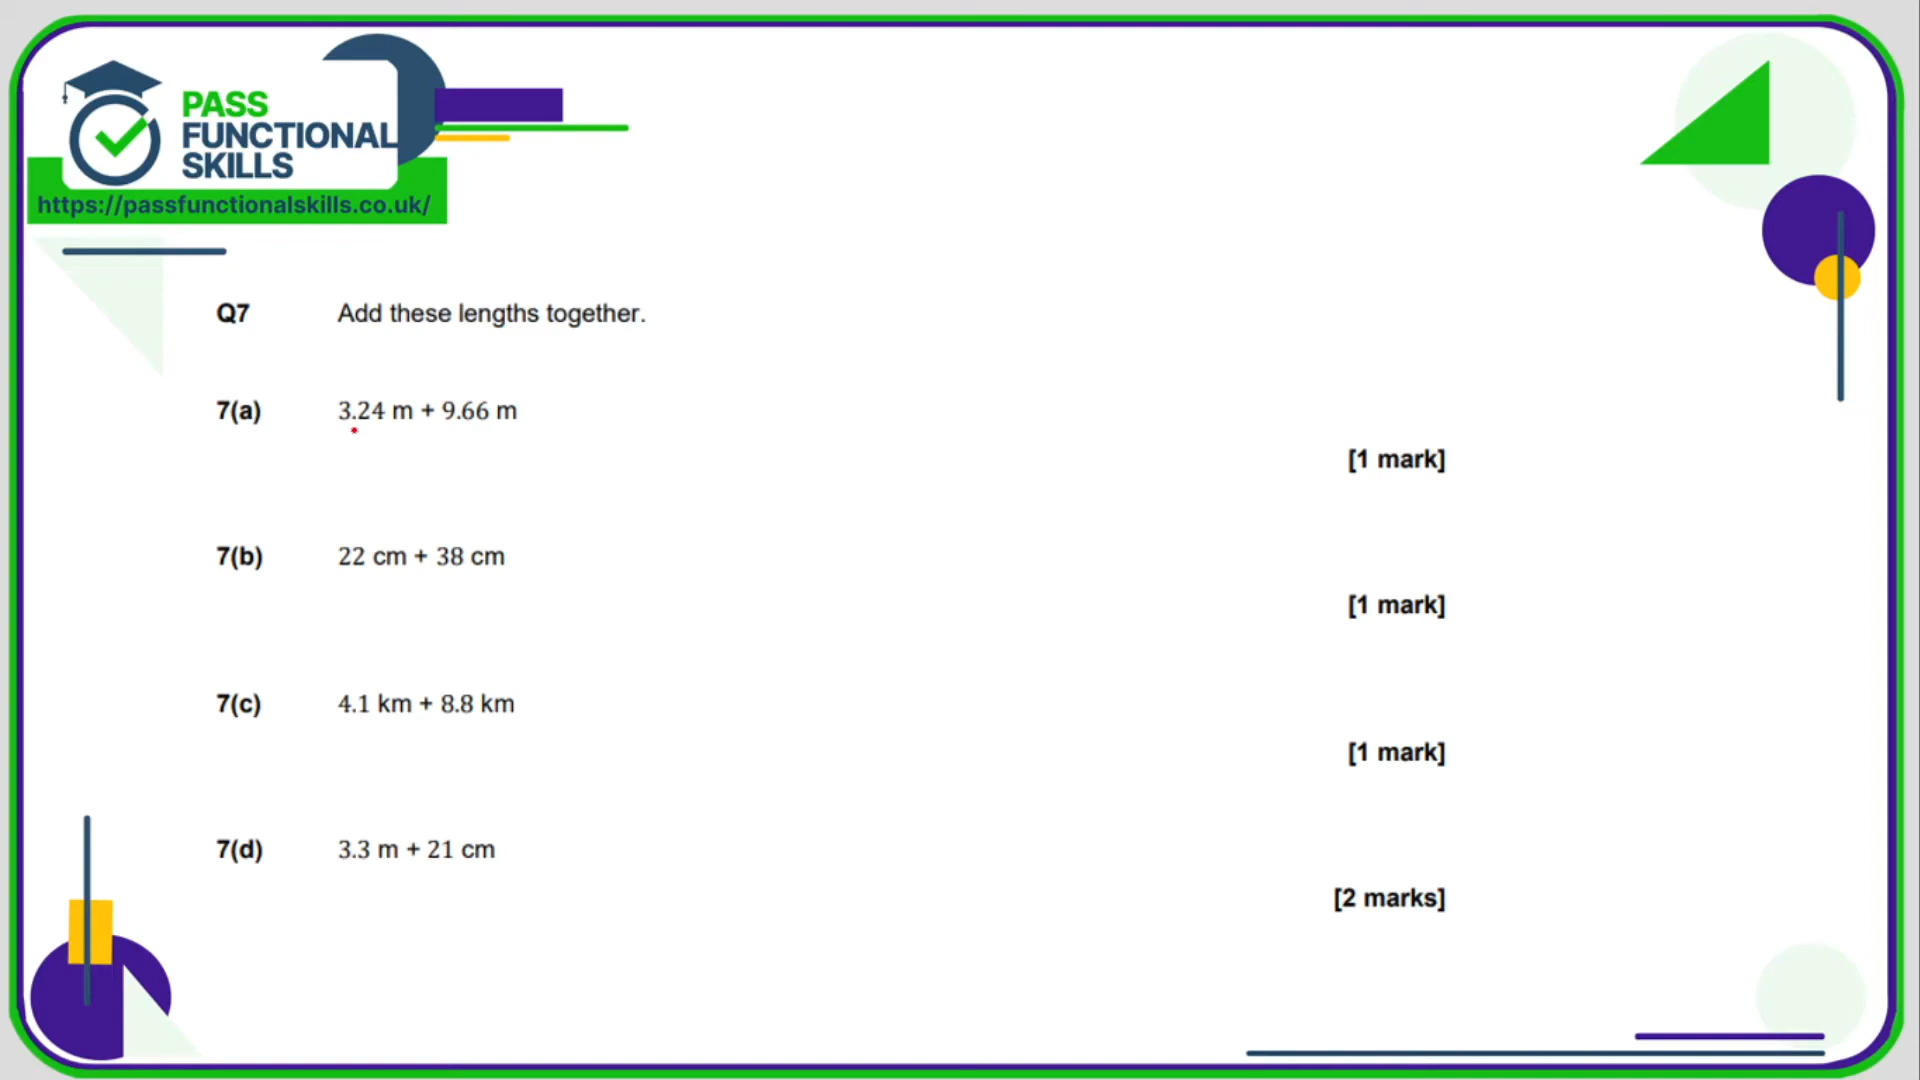 PASS
FUNCTIONAL
SKILLS
https://passfunctionalskills.co.uk/
Q7 Add these lengths together.
7(a) 3.24 m + 9.66 m
[1 mark]
7(b) 22 cm + 38 cm
[1 mark]
7(c) 4.1 km + 8.8 km
[1 mark]
7(d) 3.3 m + 21 cm
[2 marks]